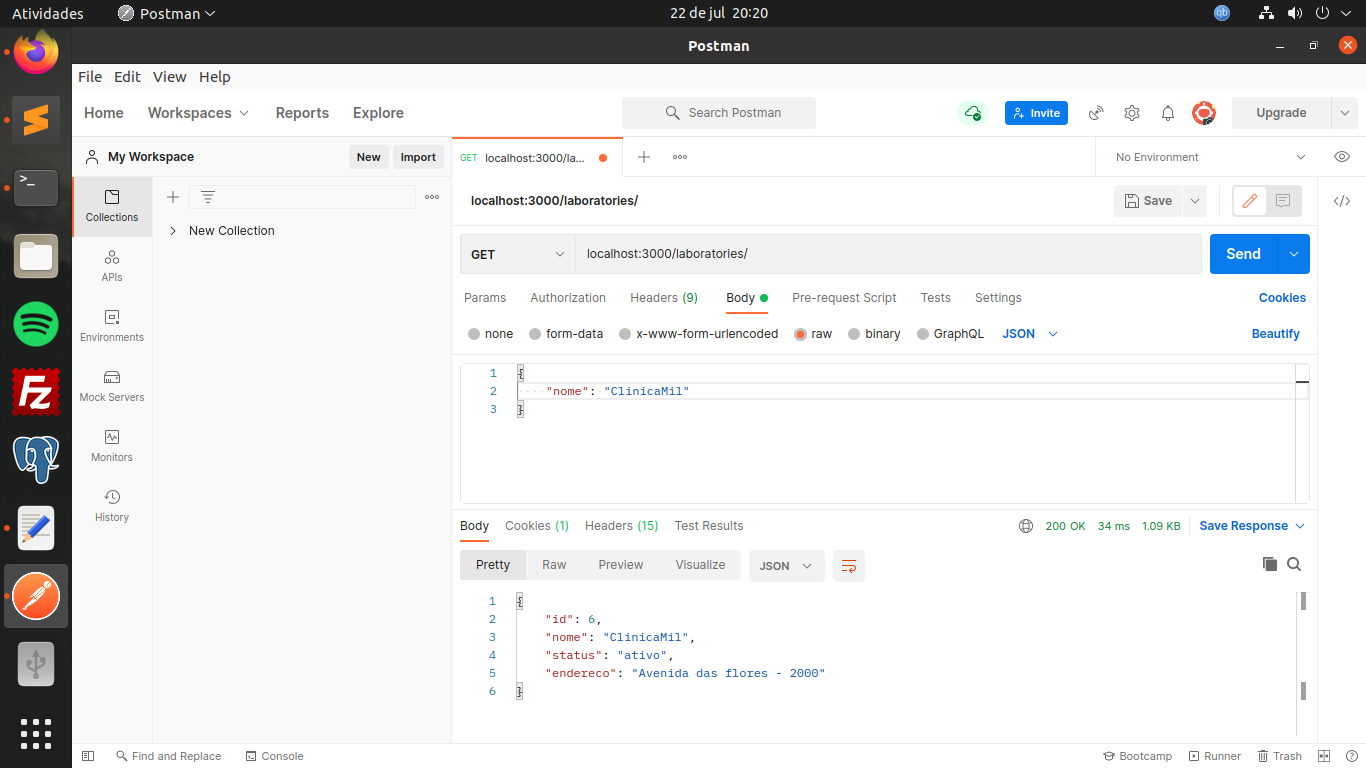 Atividades Postman 22 de jul 20:20
Postman
File Edit View Help
Home Workspaces Reports Explore Search Postman Invite Upgrade
My Workspace New Import GET localhost:3000/la... No Environment
Collections
New Collection
APIs
Environments
Mock Servers
Monitors
History
localhost:3000/laboratories/ Save
GET localhost:3000/laboratories/ Send
Params Authorization Headers (9) Body Pre-request Script Tests Settings Cookies
none form-data x-www-form-urlencoded raw binary GraphQL JSON Beautify
1 {
2 "nome": "ClinicaMil"
3 }
Body Cookies (1) Headers (15) Test Results 200 OK 34 ms 1.09 KB Save Response
Pretty Raw Preview Visualize JSON
1 {
2 "id": 6,
3 "nome": "ClinicaMil",
4 "status": "ativo",
5 "endereco": "Avenida das flores - 2000"
6 }
Find and Replace Console Bootcamp Runner Trash
qb
>_
Fz